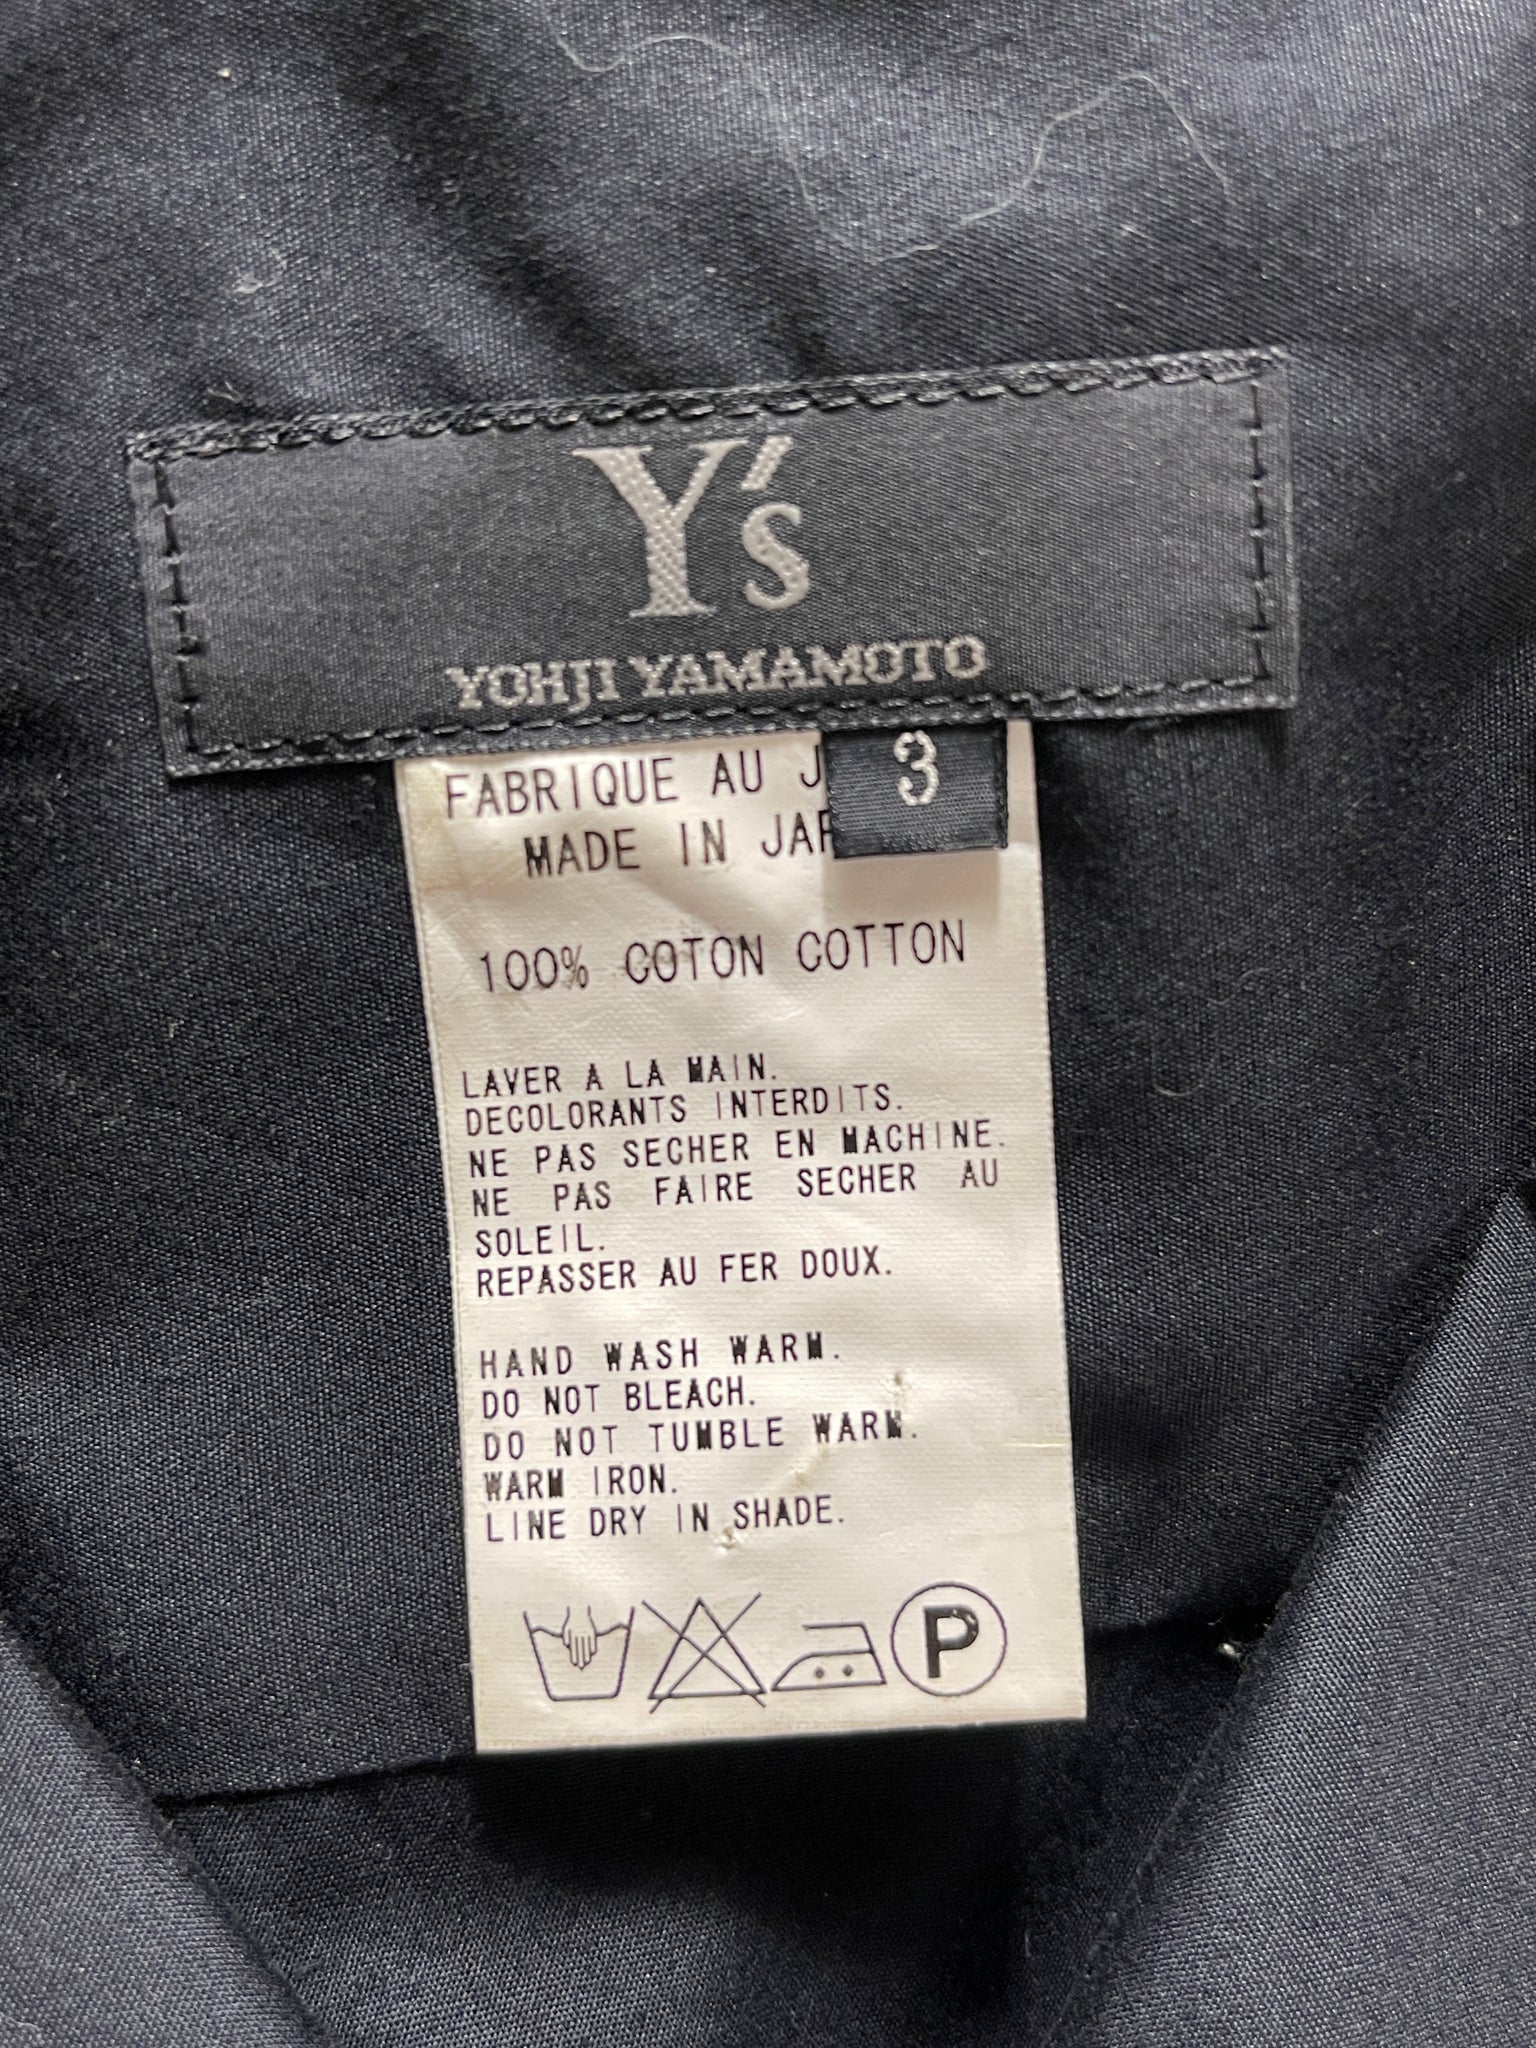 Y's
YOHJI YAMAMOTO
3
FABRIQUE AU J
MADE IN JAP
100% COTON COTTON
LAVER A LA MAIN.
DECOLORANTS INTERDITS.
NE PAS SECHER EN MACHINE.
NE PAS FAIRE SECHER AU
SOLEIL.
REPASSER AU FER DOUX.
HAND WASH WARM.
DO NOT BLEACH.
DO NOT TUMBLE WARM.
WARM IRON.
LINE DRY IN SHADE.
P